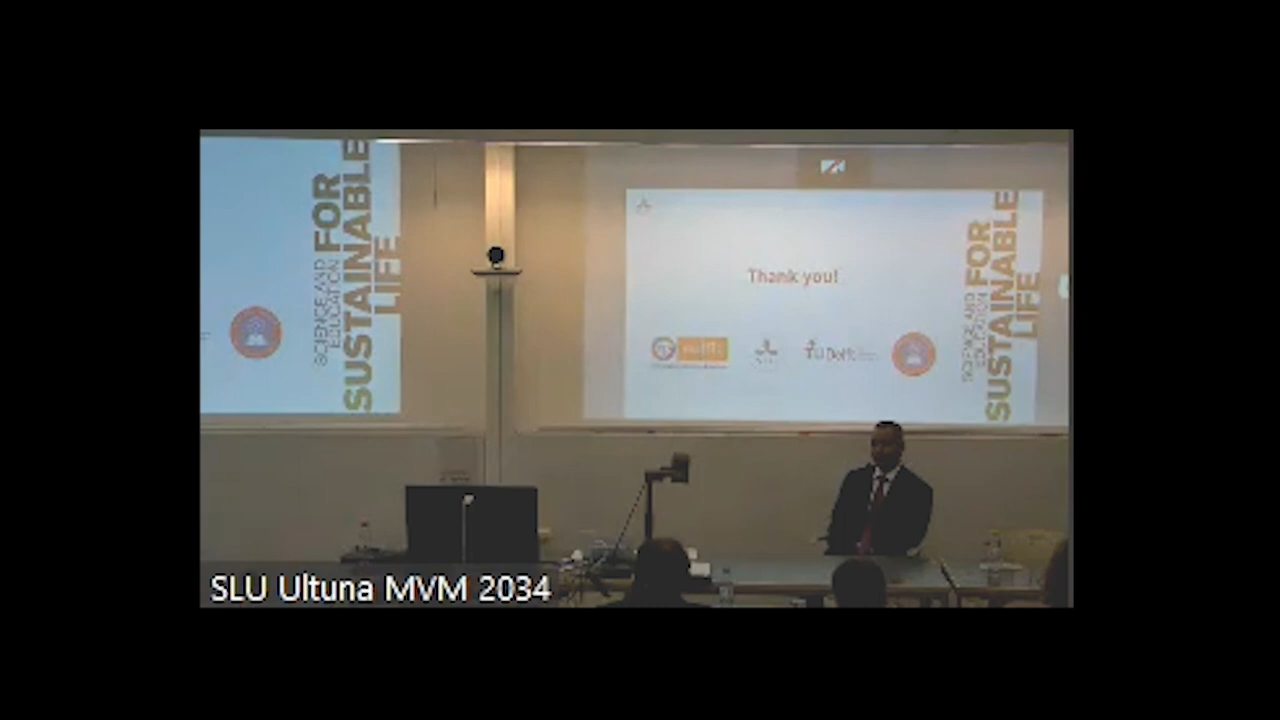 SCIENCE AND
EDUCATION FOR
SUSTAINABLE
LIFE
Thank you!
TU Delft
SCIENCE AND
EDUCATION FOR
SUSTAINABLE
LIFE
SLU Ultuna MVM 2034